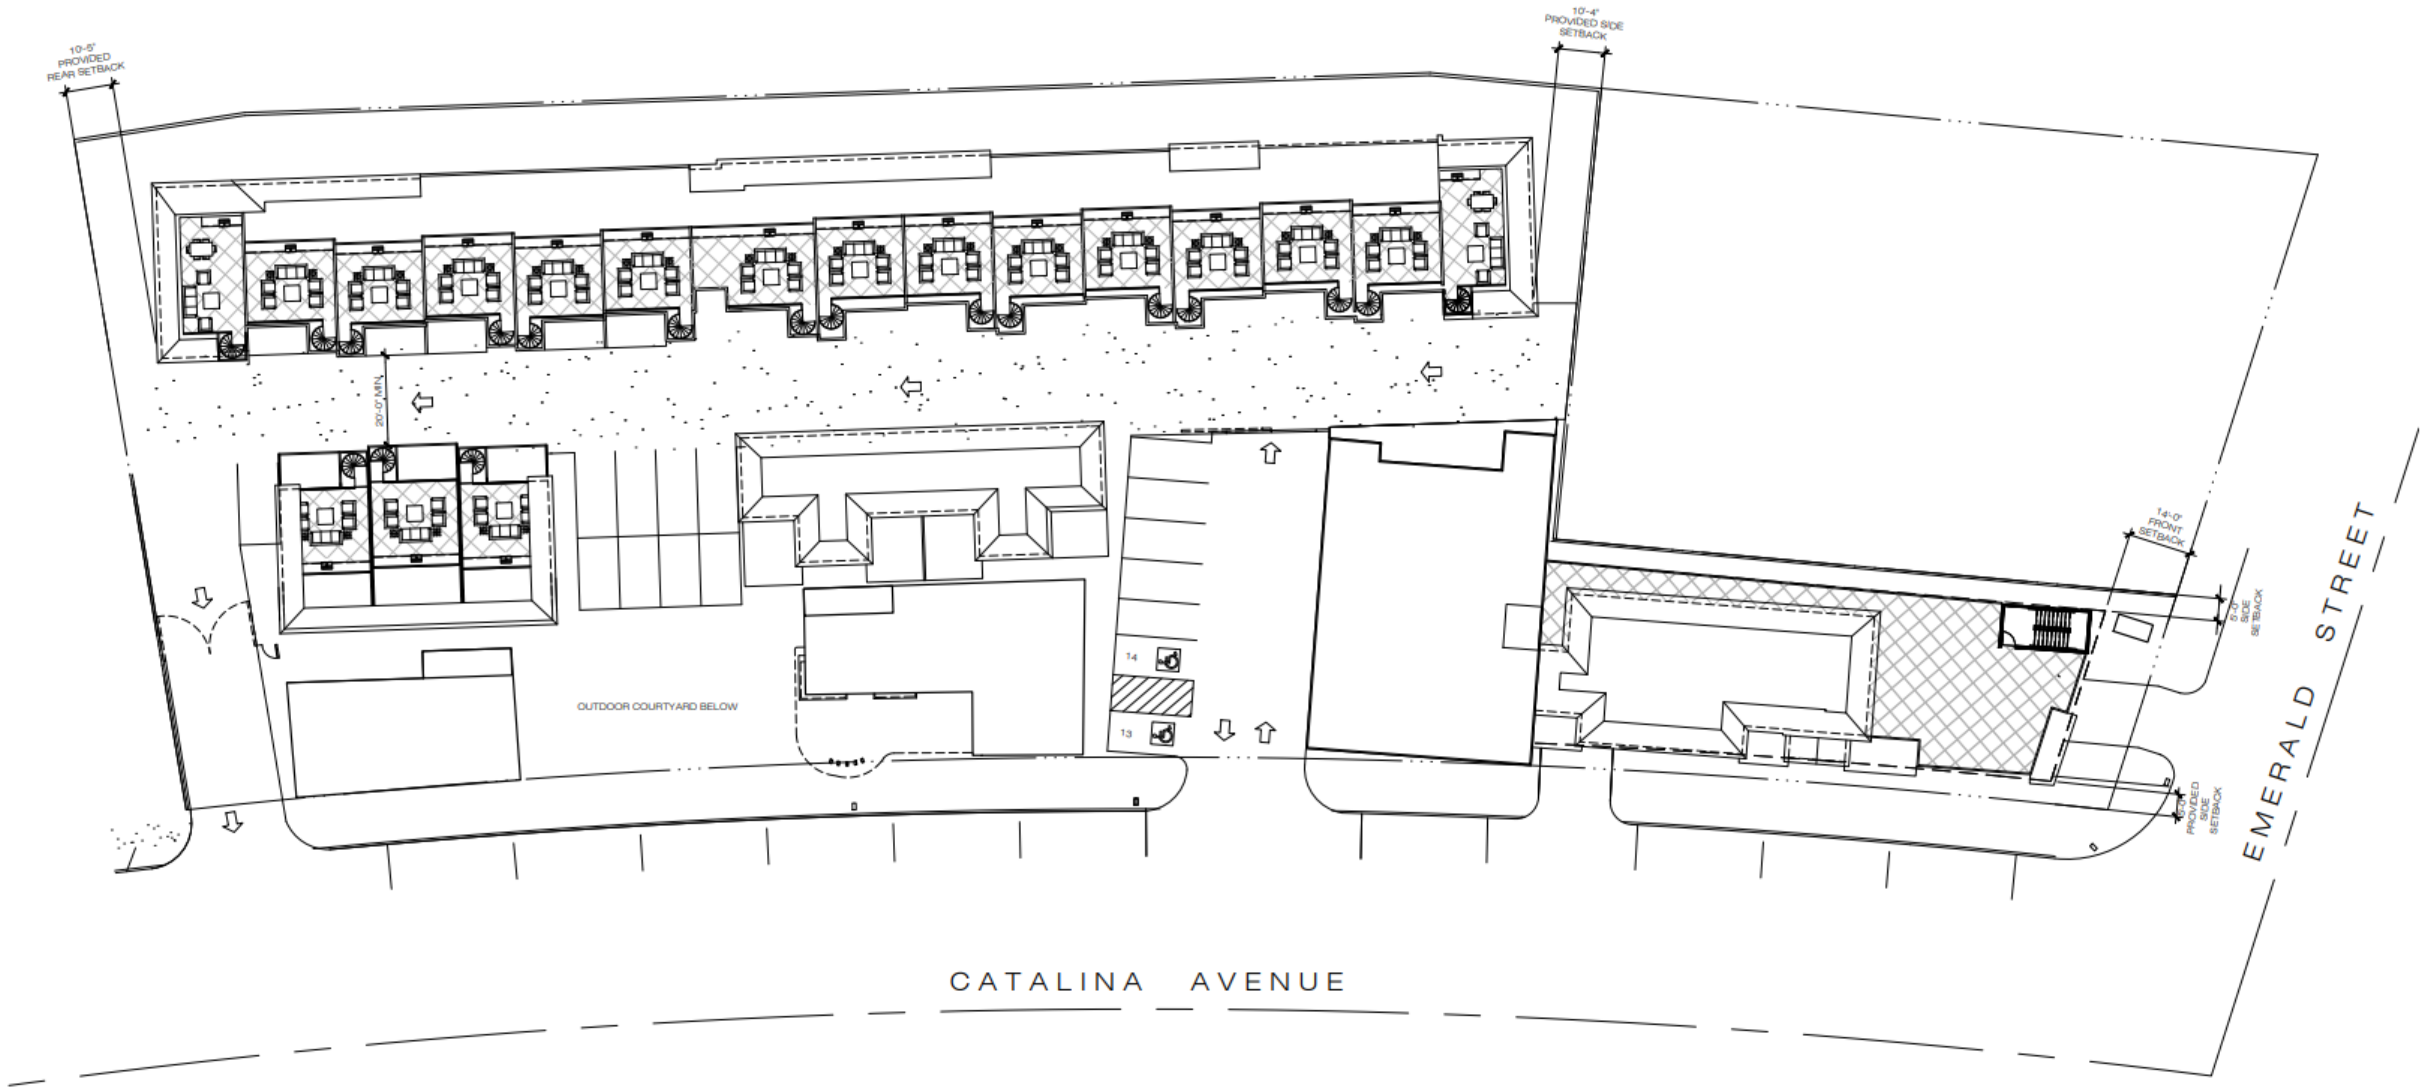 10'-5"
PROVIDED
REAR SETBACK
10'-4"
PROVIDED SIDE
SETBACK
20'-0" MIN.
14'-0"
FRONT
SETBACK
5'-0"
SIDE
SETBACK
14
13
OUTDOOR COURTYARD BELOW
PROVIDED
SIDE
SETBACK
EMERALD STREET
CATALINA AVENUE